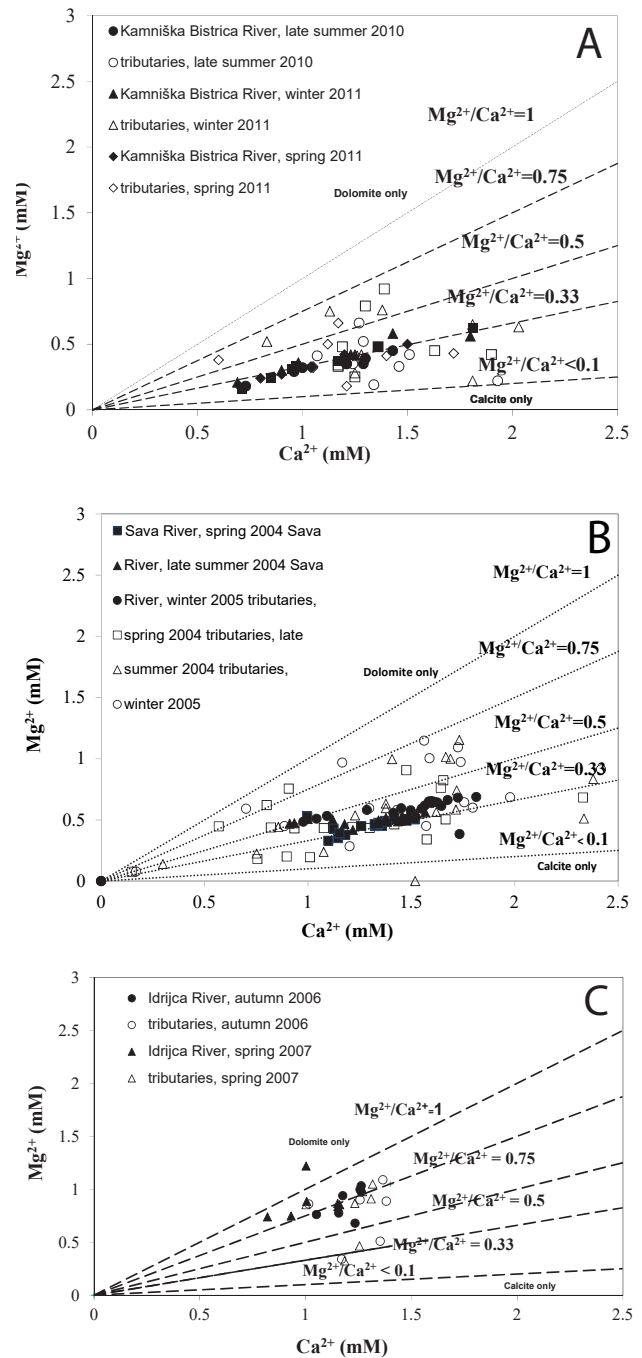 A
Kamniška Bistrica River, late summer 2010
tributaries, late summer 2010
Kamniška Bistrica River, winter 2011
tributaries, winter 2011
Kamniška Bistrica River, spring 2011
tributaries, spring 2011
Mg²⁺/Ca²⁺=1
Mg²⁺/Ca²⁺=0.75
Dolomite only
Mg²⁺/Ca²⁺=0.5
Mg²⁺/Ca²⁺=0.33
Mg²⁺/Ca²⁺<0.1
Calcite only
Mg²⁺ (mM)
3
2.5
2
1.5
1
0.5
0
0 0.5 1 1.5 2 2.5
Ca²⁺ (mM)
B
Sava River, spring 2004 Sava
River, late summer 2004 Sava
River, winter 2005 tributaries,
spring 2004 tributaries, late
summer 2004 tributaries,
winter 2005
Mg²⁺/Ca²⁺=1
Mg²⁺/Ca²⁺=0.75
Dolomite only
Mg²⁺/Ca²⁺=0.5
Mg²⁺/Ca²⁺=0.33
Mg²⁺/Ca²⁺<0.1
Calcite only
Mg²⁺ (mM)
3
2.5
2
1.5
1
0.5
0
0 0.5 1 1.5 2 2.5
Ca²⁺ (mM)
C
Idrijca River, autumn 2006
tributaries, autumn 2006
Idrijca River, spring 2007
tributaries, spring 2007
Mg²⁺/Ca²⁺=1
Dolomite only
Mg²⁺/Ca²⁺ = 0.75
Mg²⁺/Ca²⁺ = 0.5
Mg²⁺/Ca²⁺ = 0.33
Mg²⁺/Ca²⁺ < 0.1
Calcite only
Mg²⁺ (mM)
3
2.5
2
1.5
1
0.5
0
0 0.5 1 1.5 2 2.5
Ca²⁺ (mM)